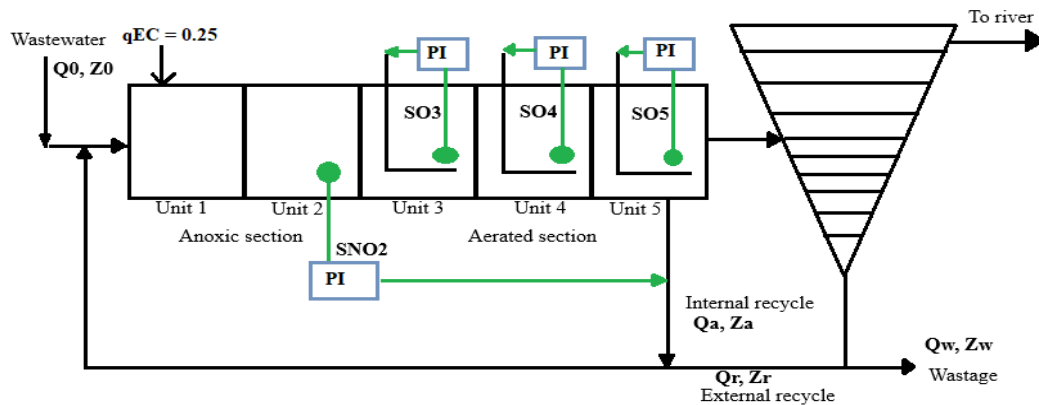 Wastewater
Q0, Z0
qEC = 0.25
PI
PI
PI
To river
SO3
SO4
SO5
Unit 1
Unit 2
Unit 3
Unit 4
Unit 5
Anoxic section
Aerated section
SNO2
PI
Internal recycle
Qa, Za
Qr, Zr
External recycle
Qw, Zw
Wastage